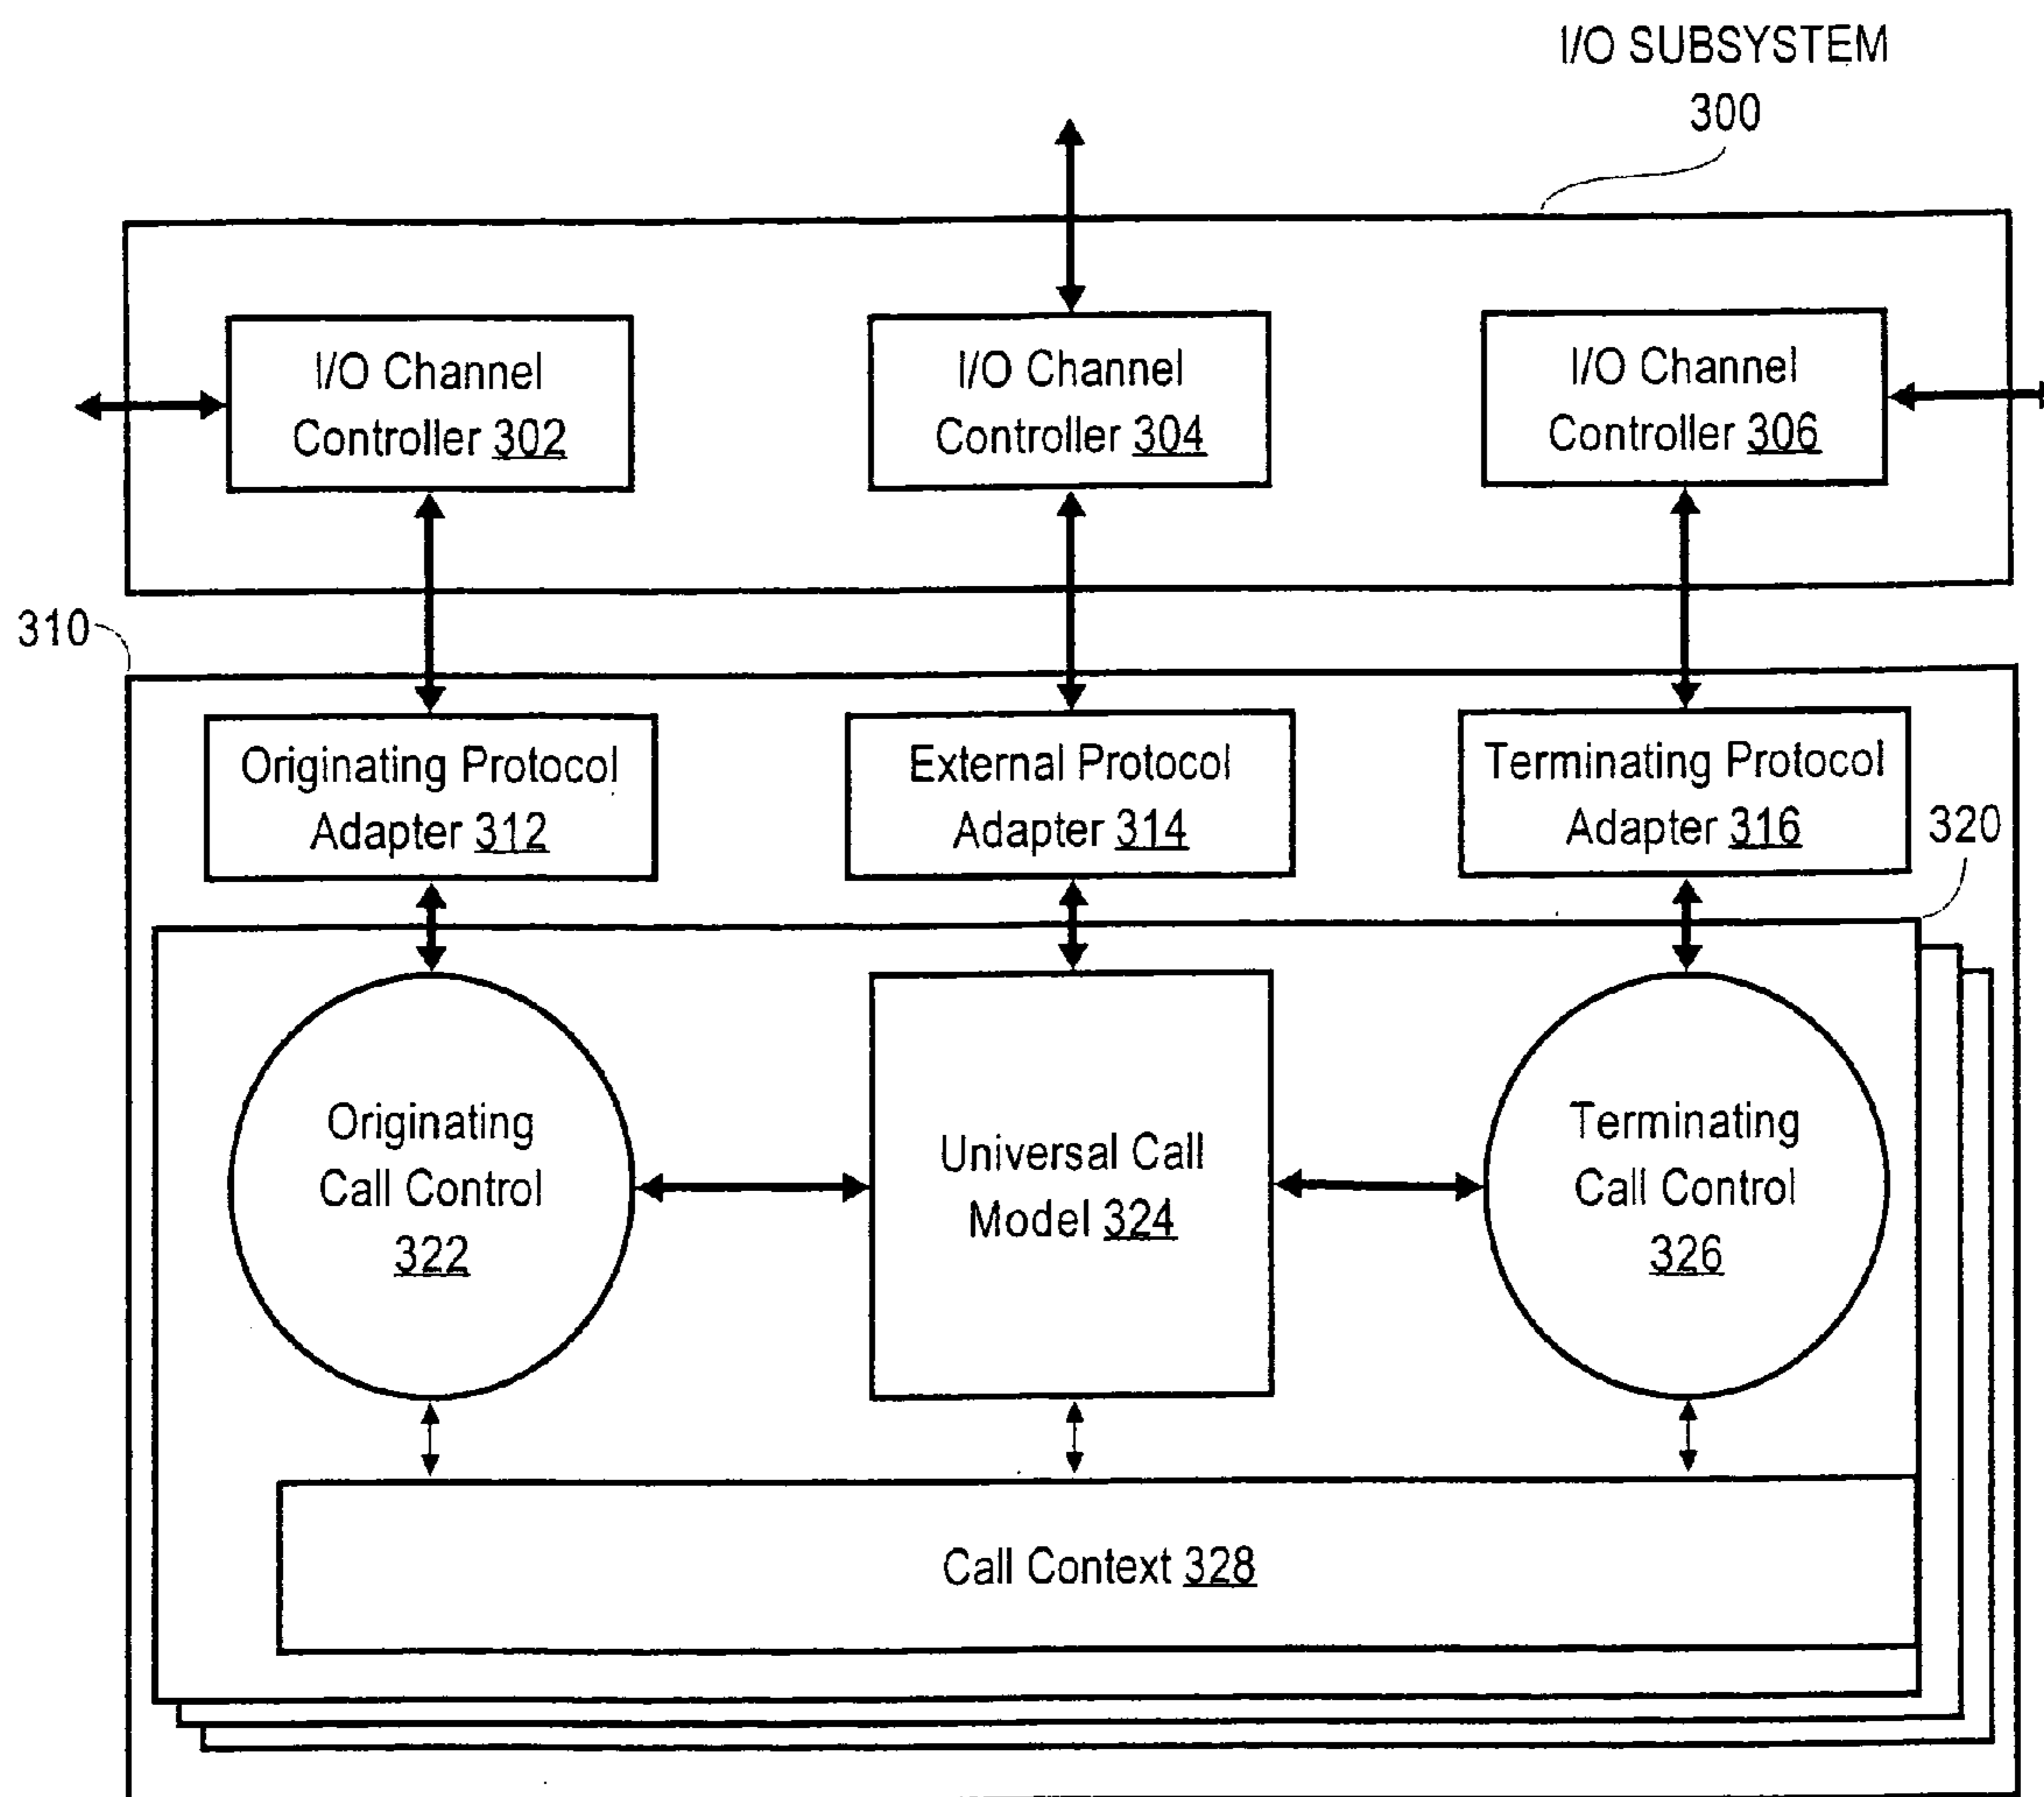 I/O SUBSYSTEM
300
I/O Channel
Controller 302
I/O Channel
Controller 304
I/O Channel
Controller 306
310
Originating Protocol
Adapter 312
External Protocol
Adapter 314
Terminating Protocol
Adapter 316
320
Originating
Call Control
322
Universal Call
Model 324
Terminating
Call Control
326
Call Context 328